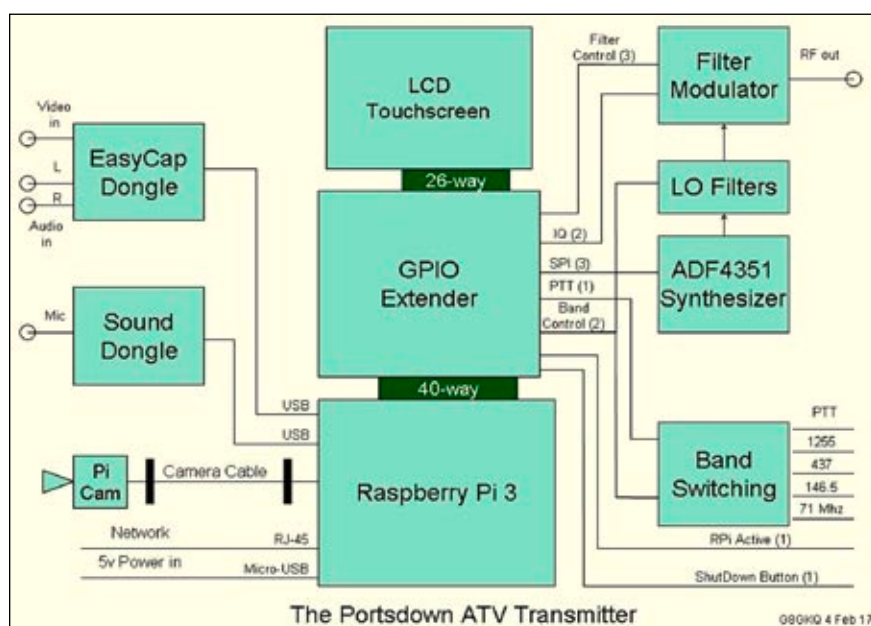 Filter
Control (3)
Filter
Modulator
RF out
LCD
Touchscreen
Video
in
EasyCap
Dongle
L
R
Audio
in
26-way
LO Filters
IQ (2)
GPIO
Extender
SPI (3)
ADF4351
Synthesizer
PTT (1)
Band
Control (2)
Mic
Sound
Dongle
40-way
USB
USB
PTT
Band
Switching
1255
437
146.5
71 Mhz
Pi
Cam
Camera Cable
Raspberry Pi 3
Network
RJ-45
5v Power in
Micro-USB
RPi Active (1)
ShutDown Button (1)
The Portsdown ATV Transmitter
G8GKQ 4 Feb 17